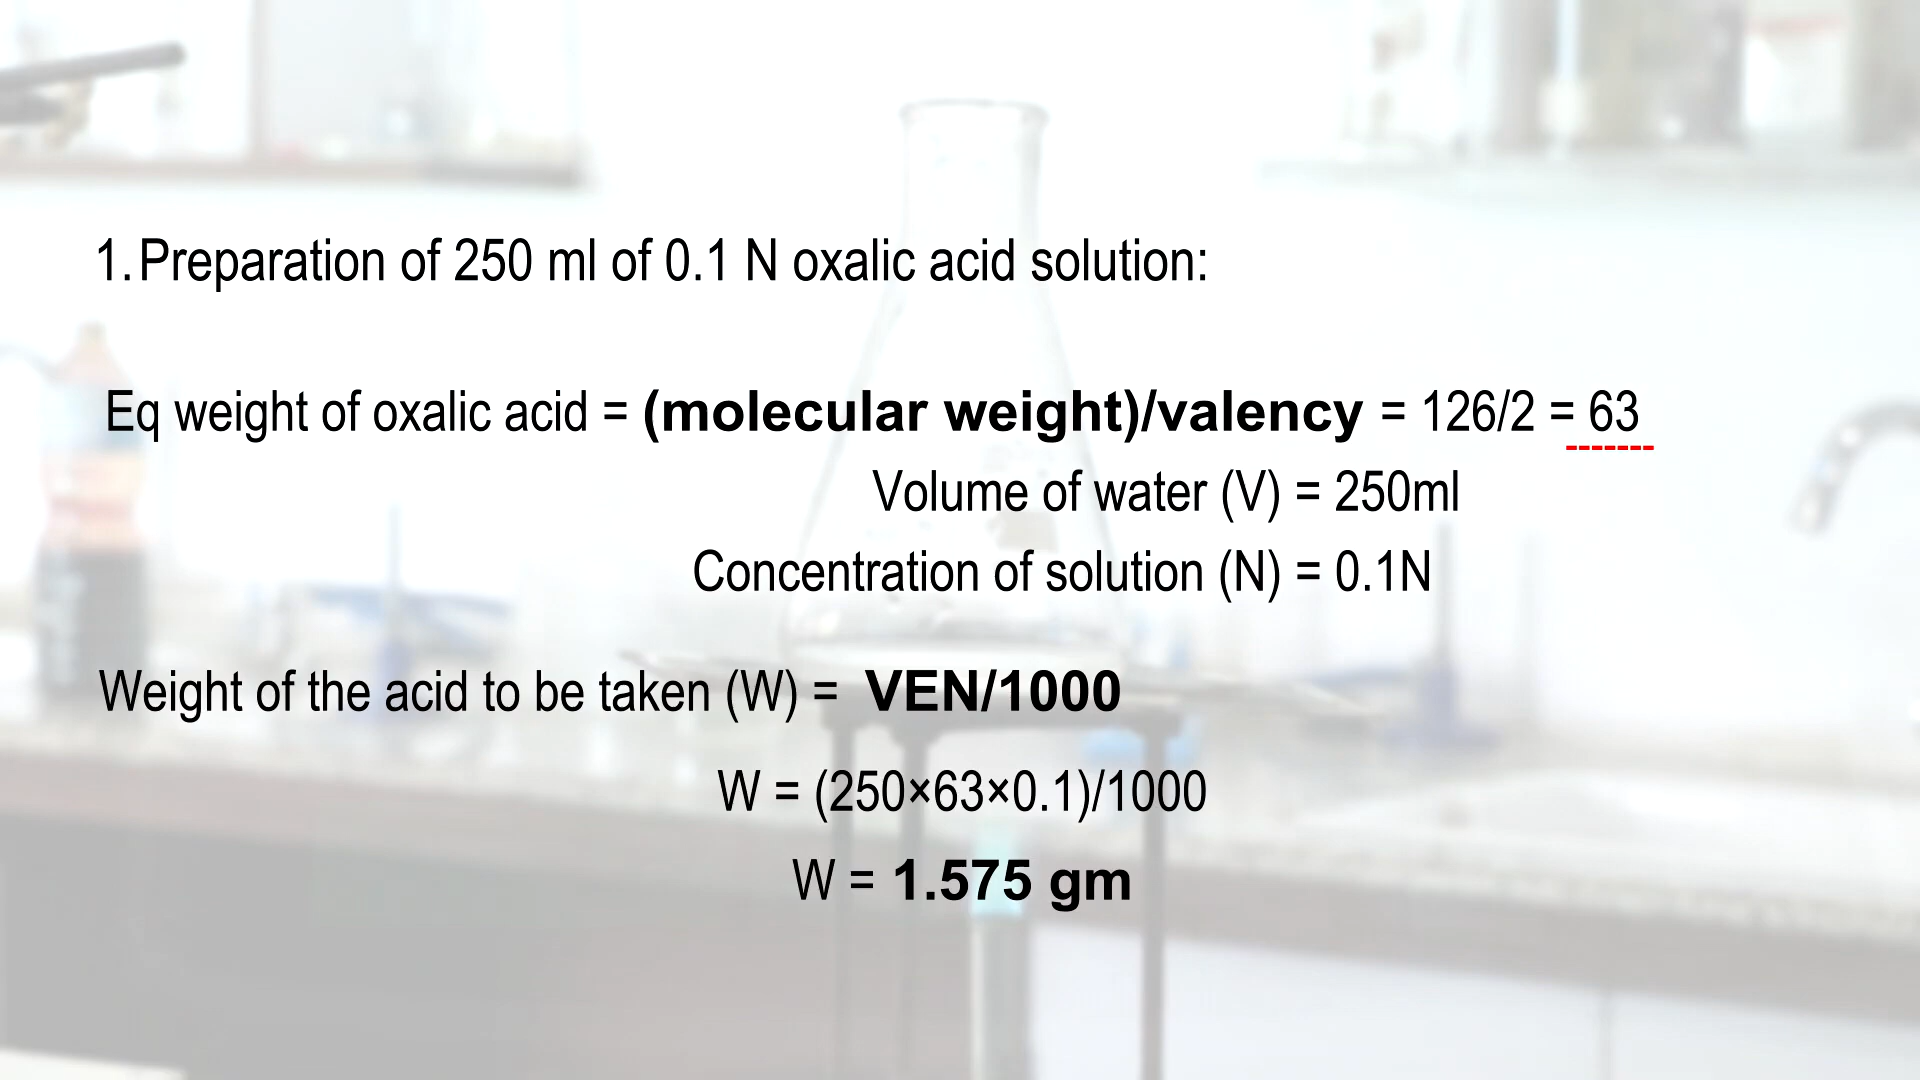 1. Preparation of 250 ml of 0.1 N oxalic acid solution:
Eq weight of oxalic acid = (molecular weight)/valency = 126/2 = 63
Volume of water (V) = 250ml
Concentration of solution (N) = 0.1N
Weight of the acid to be taken (W) = VEN/1000
W = (250×63×0.1)/1000
W = 1.575 gm